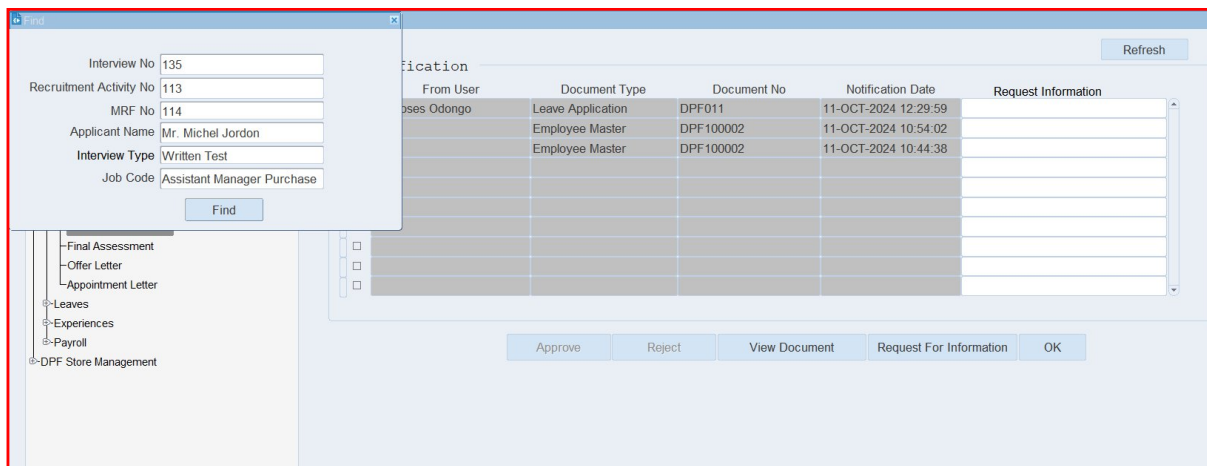 Find
Interview No 135
Recruitment Activity No 113
MRF No 114
Applicant Name Mr. Michel Jordon
Interview Type Written Test
Job Code Assistant Manager Purchase
Find
Refresh
fication
From User Document Type Document No Notification Date Request Information
oses Odongo Leave Application DPF011 11-OCT-2024 12:29:59
Employee Master DPF100002 11-OCT-2024 10:54:02
Employee Master DPF100002 11-OCT-2024 10:44:38
Final Assessment
Offer Letter
Appointment Letter
Leaves
Experiences
Payroll
DPF Store Management
Approve Reject View Document Request For Information OK